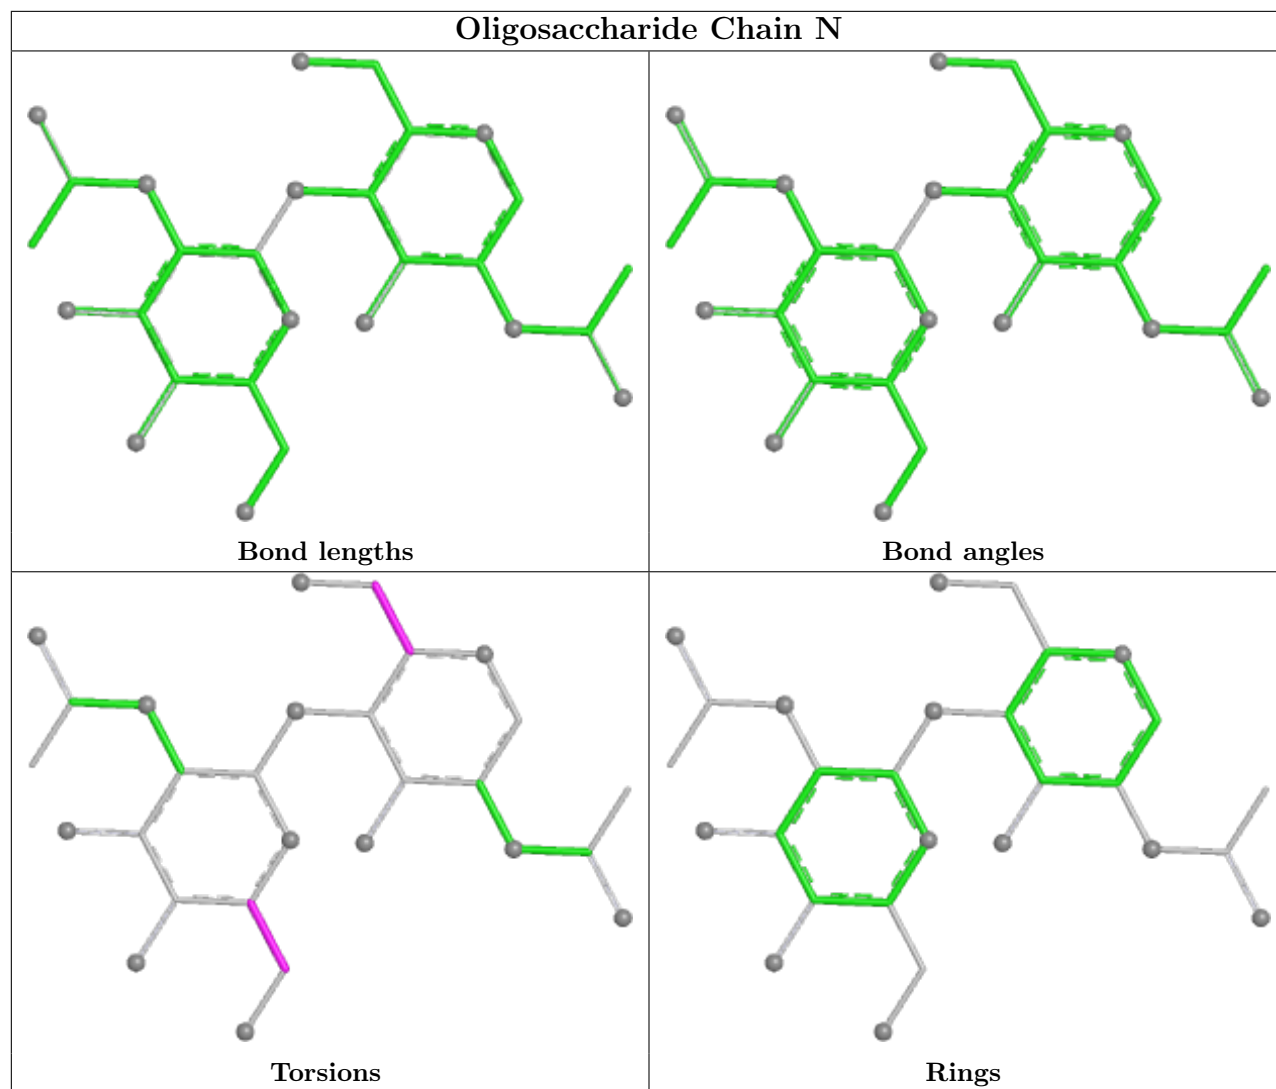 Oligosaccharide Chain N
Bond lengths
Bond angles
Torsions
Rings